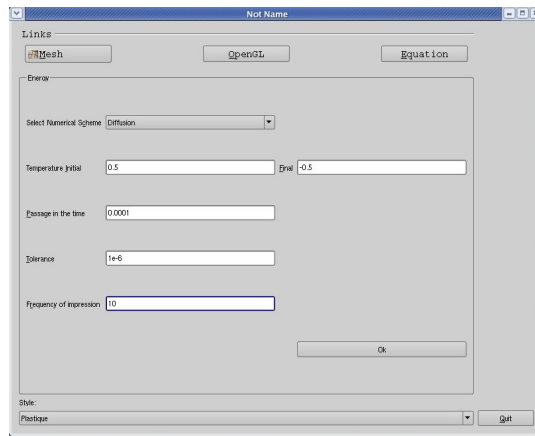 Not Name
Links
Mesh
OpenGL
Equation
Energy
Select Numerical Scheme Diffusion
Temperature Initial 0.5 Final -0.5
Passage in the time 0.0001
Tolerance 1e-6
Frequency of impression 10
Ok
Style:
Plastique
Quit